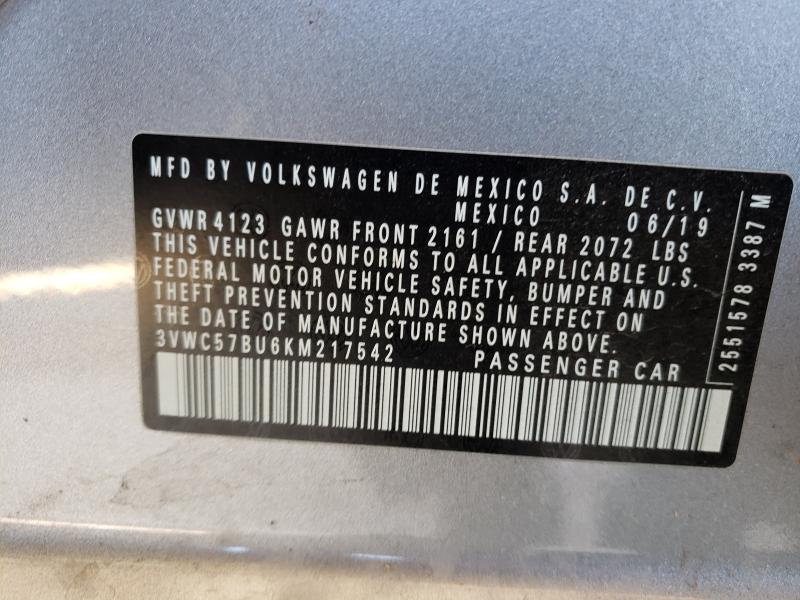 MFD BY VOLKSWAGEN DE MEXICO S.A. DE C.V.
MEXICO 06/19
GVWR 4123 GAWR FRONT 2161 / REAR 2072 LBS
THIS VEHICLE CONFORMS TO ALL APPLICABLE U.S.
FEDERAL MOTOR VEHICLE SAFETY, BUMPER AND
THEFT PREVENTION STANDARDS IN EFFECT ON
THE DATE OF MANUFACTURE SHOWN ABOVE.
3VWC57BU6KM217542 PASSENGER CAR
2551578 3387 M